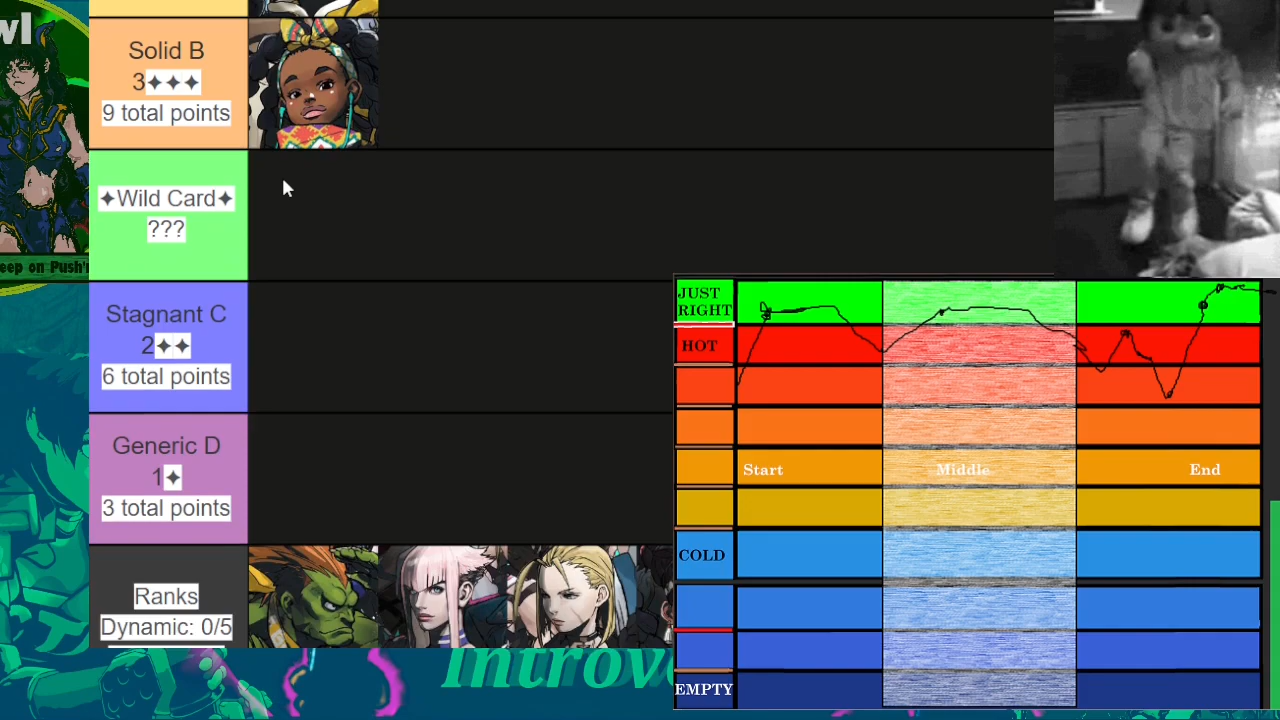 wl
eep on Push'n
Solid B
3✦✦✦
9 total points
✦Wild Card✦
???
Stagnant C
2✦✦
6 total points
Generic D
1✦
3 total points
Ranks
Dynamic: 0/5
JUST
RIGHT
HOT
Start Middle End
COLD
EMPTY
Introve